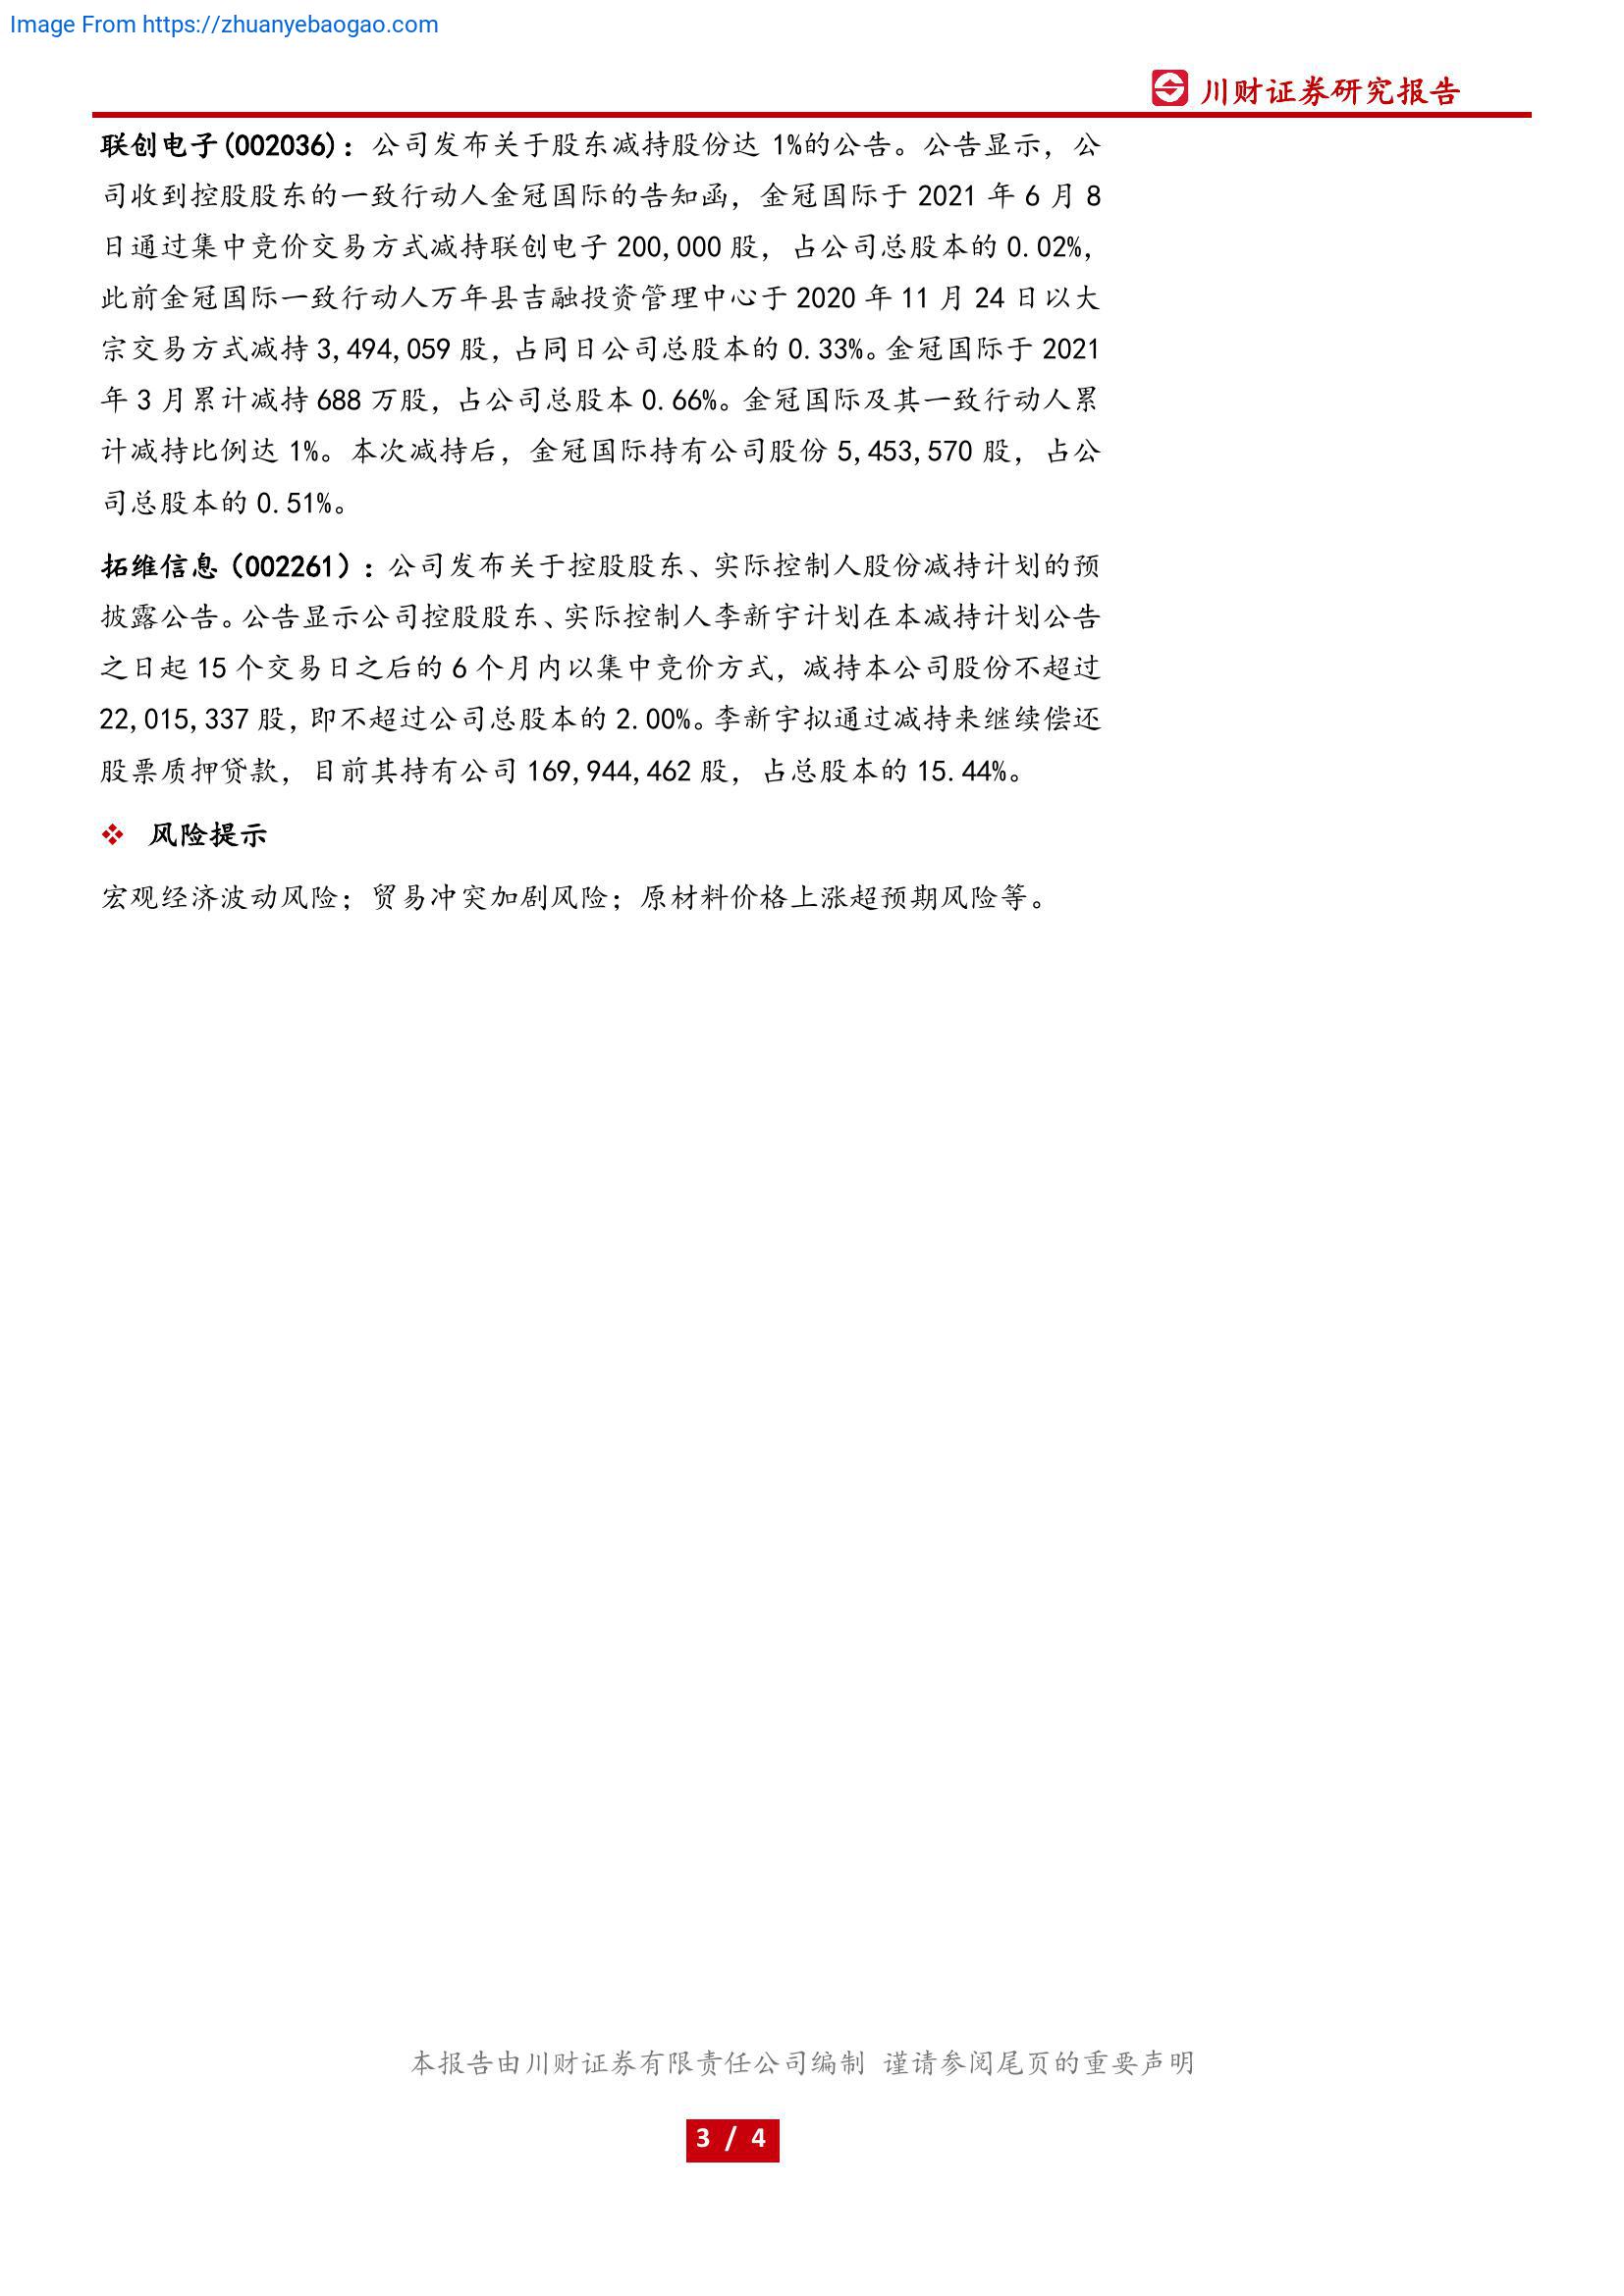 Image From https://zhuanyebaogao.com
川财证券研究报告
联创电子(002036)：公司发布关于股东减持股份达 1%的公告。公告显示，公
司收到控股股东的一致行动人金冠国际的告知函，金冠国际于 2021 年 6 月 8
日通过集中竞价交易方式减持联创电子 200,000 股，占公司总股本的 0.02%，
此前金冠国际一致行动人万年县吉融投资管理中心于 2020 年 11 月 24 日以大
宗交易方式减持 3,494,059 股，占同日公司总股本的 0.33%。金冠国际于 2021
年 3 月累计减持 688 万股，占公司总股本 0.66%。金冠国际及其一致行动人累
计减持比例达 1%。本次减持后，金冠国际持有公司股份 5,453,570 股，占公
司总股本的 0.51%。
拓维信息（002261）：公司发布关于控股股东、实际控制人股份减持计划的预
披露公告。公告显示公司控股股东、实际控制人李新宇计划在本减持计划公告
之日起 15 个交易日之后的 6 个月内以集中竞价方式，减持本公司股份不超过
22,015,337 股，即不超过公司总股本的 2.00%。李新宇拟通过减持来继续偿还
股票质押贷款，目前其持有公司 169,944,462 股，占总股本的 15.44%。
❖ 风险提示
宏观经济波动风险；贸易冲突加剧风险；原材料价格上涨超预期风险等。
本报告由川财证券有限责任公司编制 谨请参阅尾页的重要声明
3 / 4